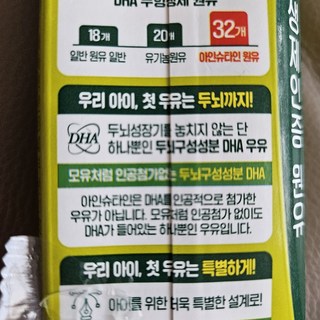 DHA 두뇌방 원유
18개
20개
32개
일반 원유 일반
유기농원유
아인슈타인 원유
우리 아이, 첫 우유는 두뇌까지!
DHA
두뇌성장기를 놓치지 않는 단
하나뿐인 두뇌구성성분 DHA 우유
모유처럼 인공첨가없는 두뇌구성성분 DHA
아인슈타인은 DHA를 인공적으로 첨가한
우유가 아닙니다. 모유처럼 인공첨가 없이도
DHA가 들어있는 하나뿐인 우유입니다.
우리 아이, 첫 우유는 특별하게!
아이를 위한 더욱 특별한 설계로!